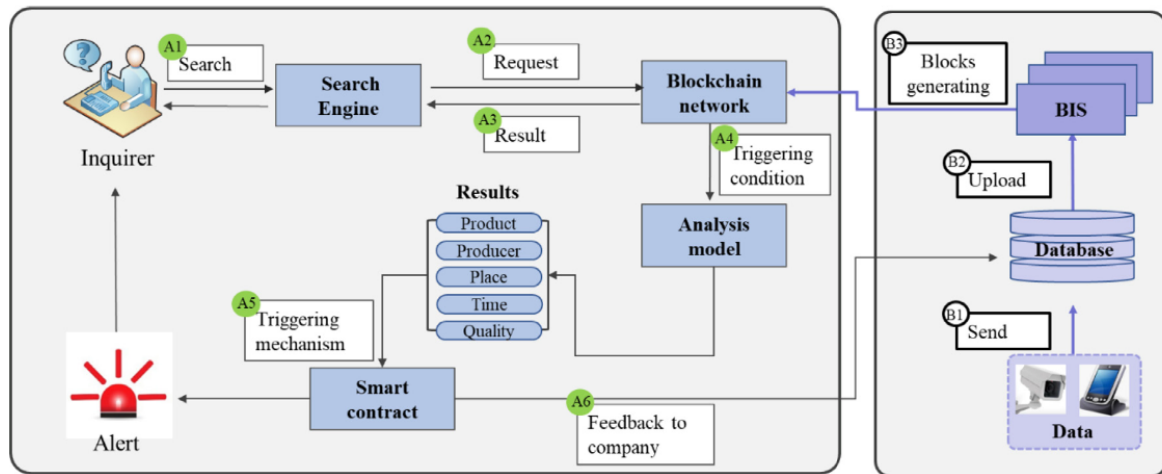 A1
Search
Inquirer
Search
Engine
A2
Request
A3
Result
Blockchain
network
A4
Triggering
condition
Analysis
model
Results
Product
Producer
Place
Time
Quality
A5
Triggering
mechanism
Smart
contract
A6
Feedback to
company
Alert
B3
Blocks
generating
BIS
B2
Upload
Database
B1
Send
Data